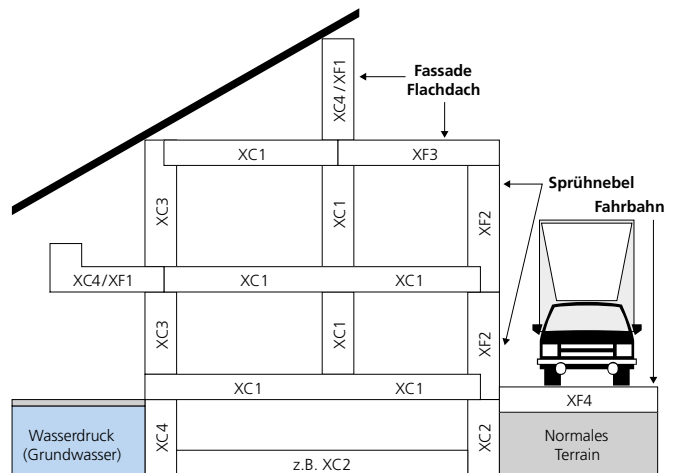 XC4/XF1
Fassade
Flachdach
XC1
XF3
Sprühnebel
Fahrbahn
XC3
XC1
XF2
XC4/XF1
XC1
XC1
XC3
XC1
XF2
XC1
XC1
XF4
Wasserdruck
(Grundwasser)
XC4
XC2
Normales
Terrain
z.B. XC2